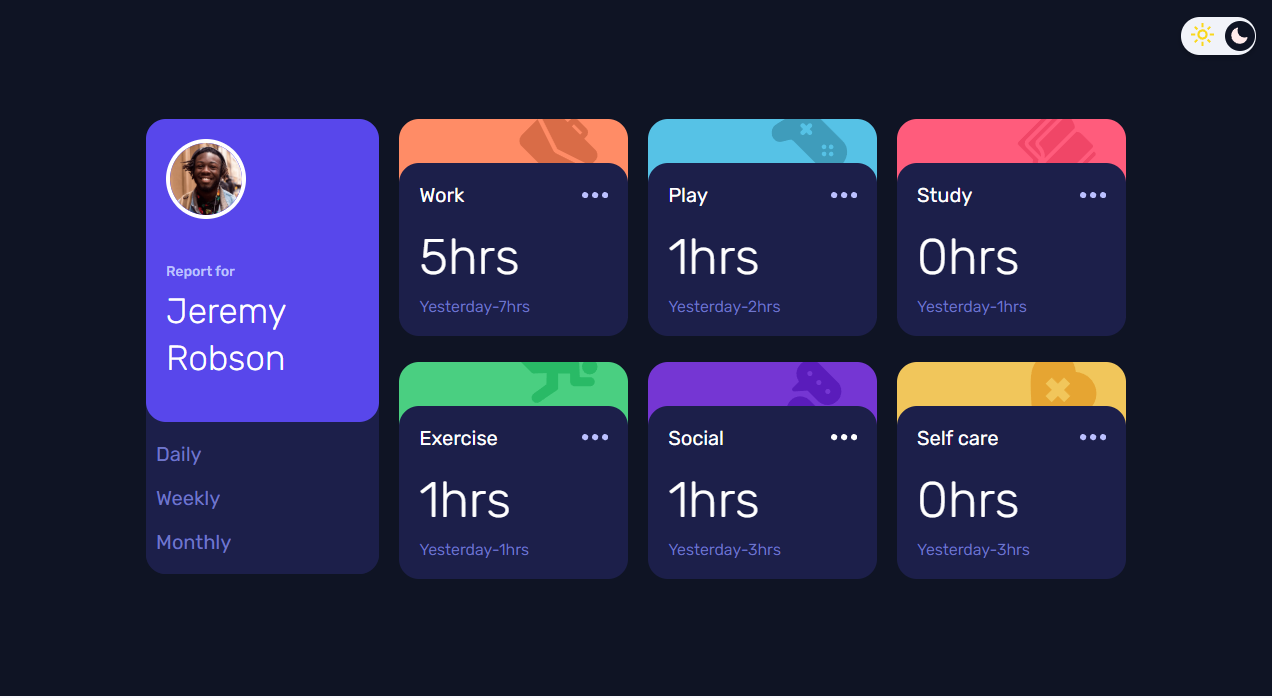 Report for
Jeremy
Robson
Daily
Weekly
Monthly
Work
5hrs
Yesterday-7hrs
Play
1hrs
Yesterday-2hrs
Study
0hrs
Yesterday-1hrs
Exercise
1hrs
Yesterday-1hrs
Social
1hrs
Yesterday-3hrs
Self care
0hrs
Yesterday-3hrs